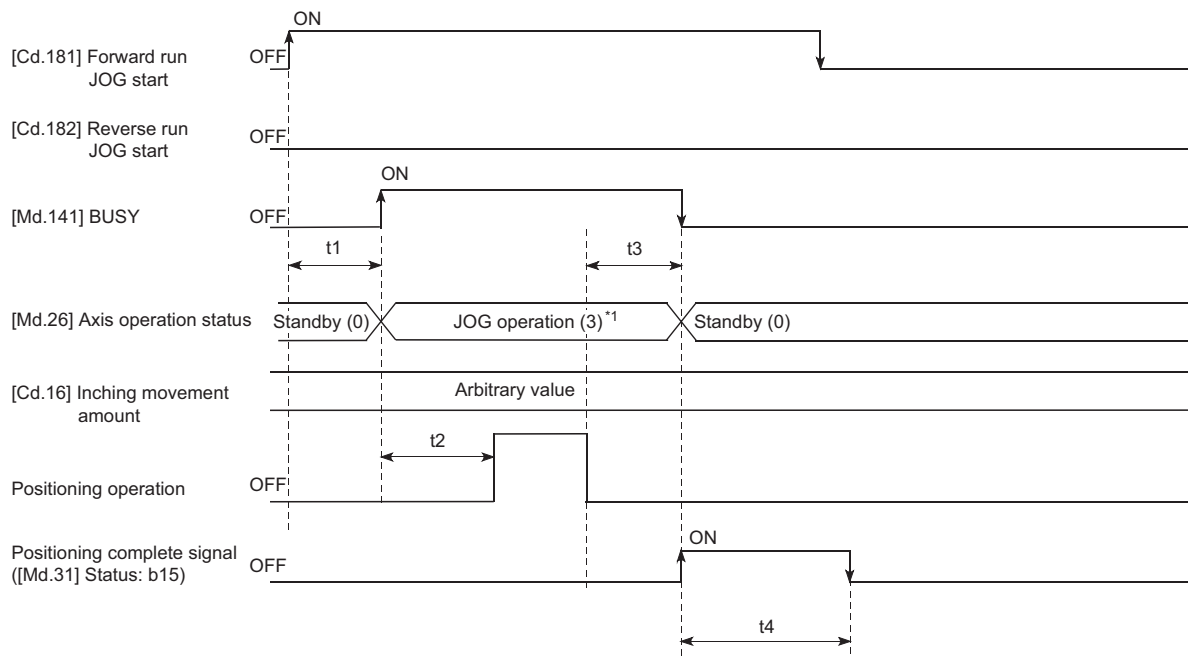 ON
[Cd.181] Forward run
JOG start
OFF
[Cd.182] Reverse run
JOG start
OFF
ON
[Md.141] BUSY
OFF
t1
t3
[Md.26] Axis operation status
Standby (0)
JOG operation (3) *1
Standby (0)
[Cd.16] Inching movement
amount
Arbitrary value
t2
Positioning operation
OFF
ON
Positioning complete signal
([Md.31] Status: b15)
OFF
t4